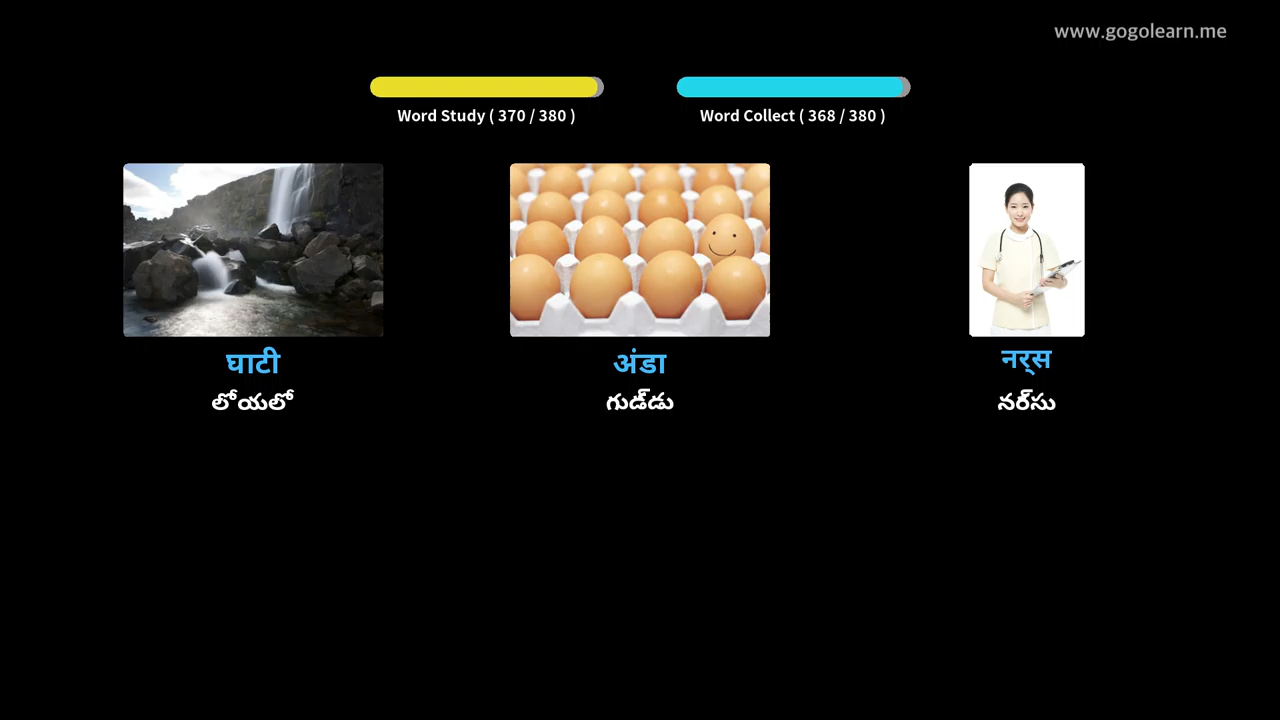 www.gogolearn.me
Word Study ( 370 / 380 )
Word Collect ( 368 / 380 )
घाटी
अंडा
नर्स
లోయలో
గుడ్డు
నర్సు